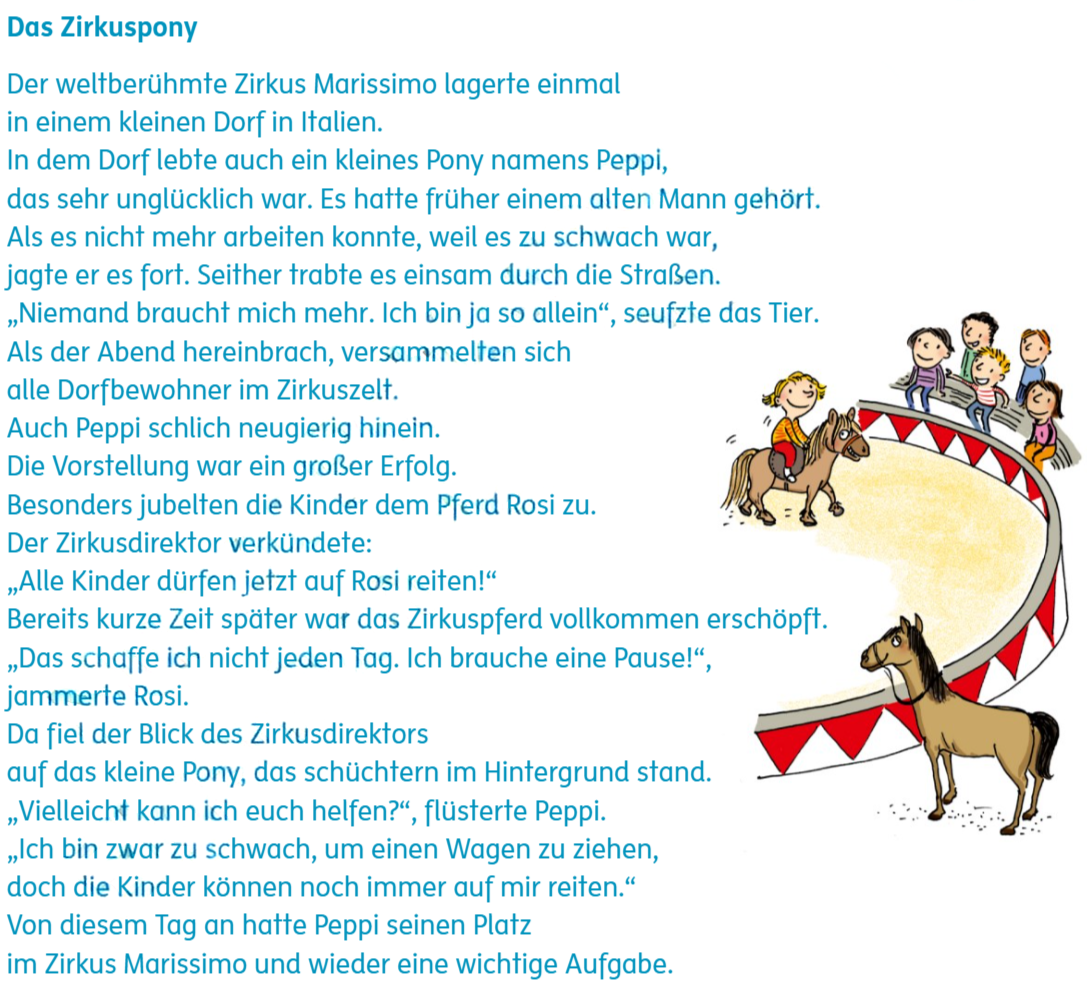 Das Zirkuspony
Der weltberühmte Zirkus Marissimo lagerte einmal
in einem kleinen Dorf in Italien.
In dem Dorf lebte auch ein kleines Pony namens Peppi,
das sehr unglücklich war. Es hatte früher einem alten Mann gehört.
Als es nicht mehr arbeiten konnte, weil es zu schwach war,
jagte er es fort. Seither trabte es einsam durch die Straßen.
„Niemand braucht mich mehr. Ich bin ja so allein“, seufzte das Tier.
Als der Abend hereinbrach, versammelten sich
alle Dorfbewohner im Zirkuszelt.
Auch Peppi schlich neugierig hinein.
Die Vorstellung war ein großer Erfolg.
Besonders jubelten die Kinder dem Pferd Rosi zu.
Der Zirkusdirektor verkündete:
„Alle Kinder dürfen jetzt auf Rosi reiten!“
Bereits kurze Zeit später war das Zirkuspferd vollkommen erschöpft.
„Das schaffe ich nicht jeden Tag. Ich brauche eine Pause!“,
jammerte Rosi.
Da fiel der Blick des Zirkusdirektors
auf das kleine Pony, das schüchtern im Hintergrund stand.
„Vielleicht kann ich euch helfen?“, flüsterte Peppi.
„Ich bin zwar zu schwach, um einen Wagen zu ziehen,
doch die Kinder können noch immer auf mir reiten.“
Von diesem Tag an hatte Peppi seinen Platz
im Zirkus Marissimo und wieder eine wichtige Aufgabe.